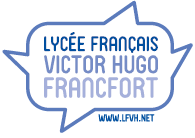 LYCÉE FRANÇAIS
VICTOR HUGO
FRANCFORT
WWW.LFVH.NET